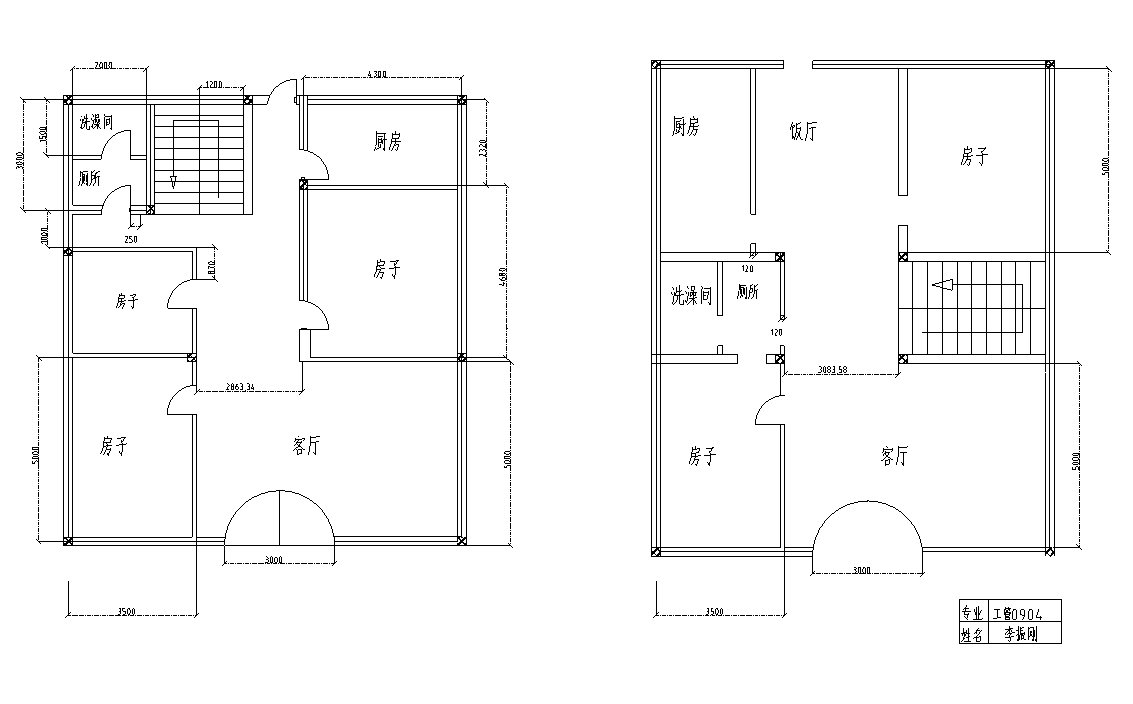 2000
1200
4300
洗澡间
厨房
1500
3000
2320
厕所
1000
250
870
房子
房子
4680
2863,34
房子
客厅
5000
5000
3000
3500
厨房
饭厅
房子
5000
120
洗澡间
厕所
120
3083,58
房子
客厅
5000
3000
3500
专业 工管0904
姓名 李振刚